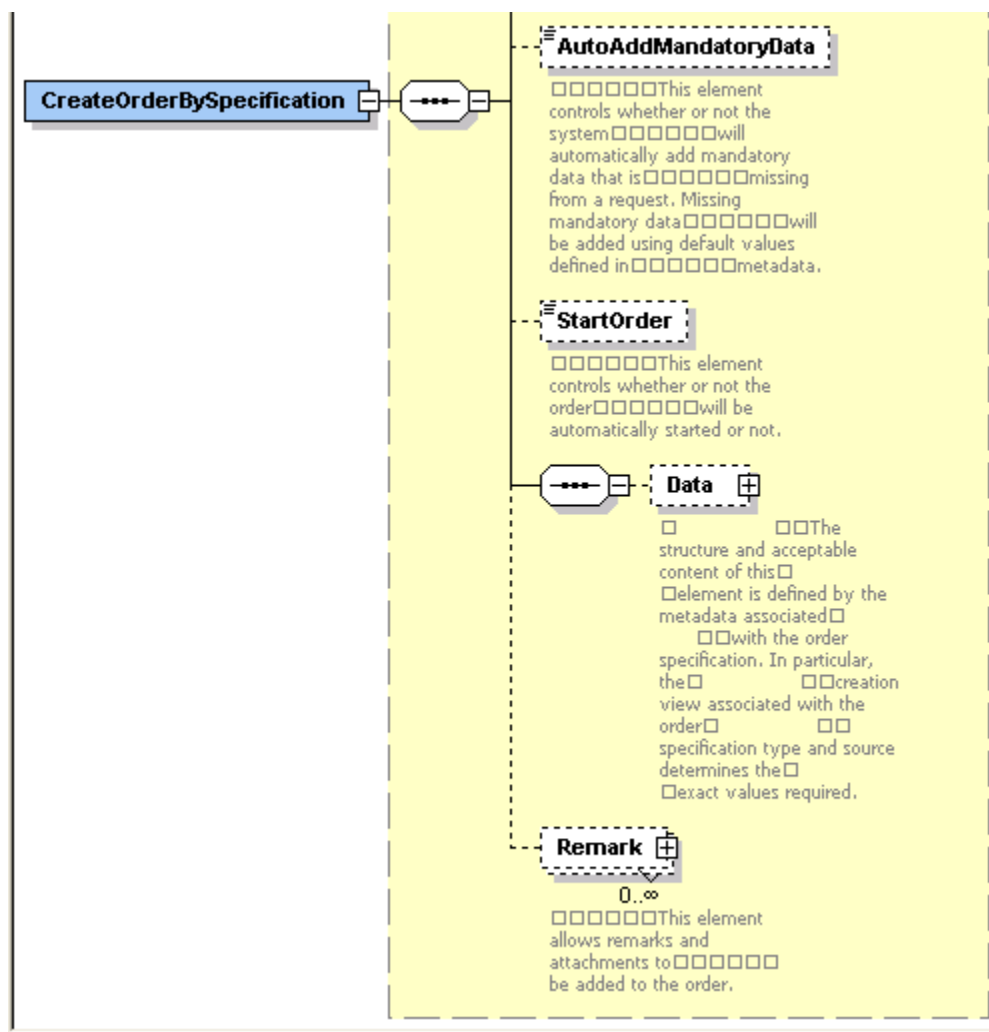 AutoAddMandatoryData
CreateOrderBySpecification
□□□□□□This element
controls whether or not the
system□□□□□□will
automatically add mandatory
data that is□□□□□□missing
from a request. Missing
mandatory data□□□□□□will
be added using default values
defined in□□□□□□metadata.
StartOrder
□□□□□□This element
controls whether or not the
order□□□□□□will be
automatically started or not.
Data
□ □□The
structure and acceptable
content of this□
□element is defined by the
metadata associated□
□□with the order
specification. In particular,
the□ □□creation
view associated with the
order□ □□
specification type and source
determines the□
□exact values required.
Remark
0..∞
□□□□□□This element
allows remarks and
attachments to□□□□□□
be added to the order.